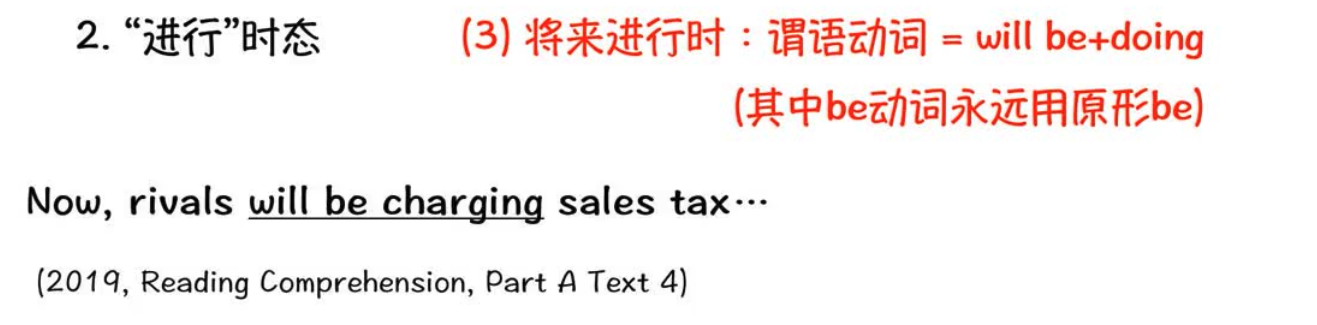 2. “进行”时态 (3) 将来进行时：谓语动词 = will be+doing
(其中be动词永远用原形be)
Now, rivals will be charging sales tax…
(2019, Reading Comprehension, Part A Text 4)